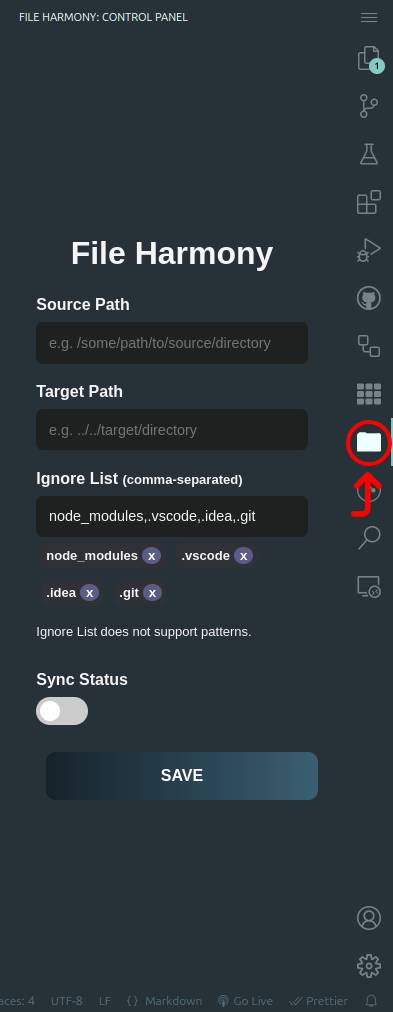 FILE HARMONY: CONTROL PANEL
1
File Harmony
Source Path
e.g. /some/path/to/source/directory
Target Path
e.g. ../../target/directory
Ignore List (comma-separated)
node_modules,.vscode,.idea,.git
node_modules x .vscode x
.idea x .git x
Ignore List does not support patterns.
Sync Status
SAVE
aces: 4 UTF-8 LF {} Markdown Go Live Prettier